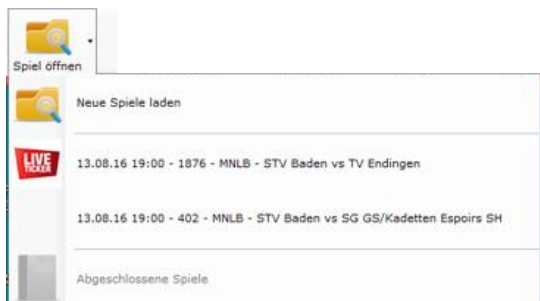 Spiel öffnen
Neue Spiele laden
LIVE
TICKER
13.08.16 19:00 - 1876 - MNLB - STV Baden vs TV Endingen
13.08.16 19:00 - 402 - MNLB - STV Baden vs SG GS/Kadetten Espoirs SH
Abgeschlossene Spiele